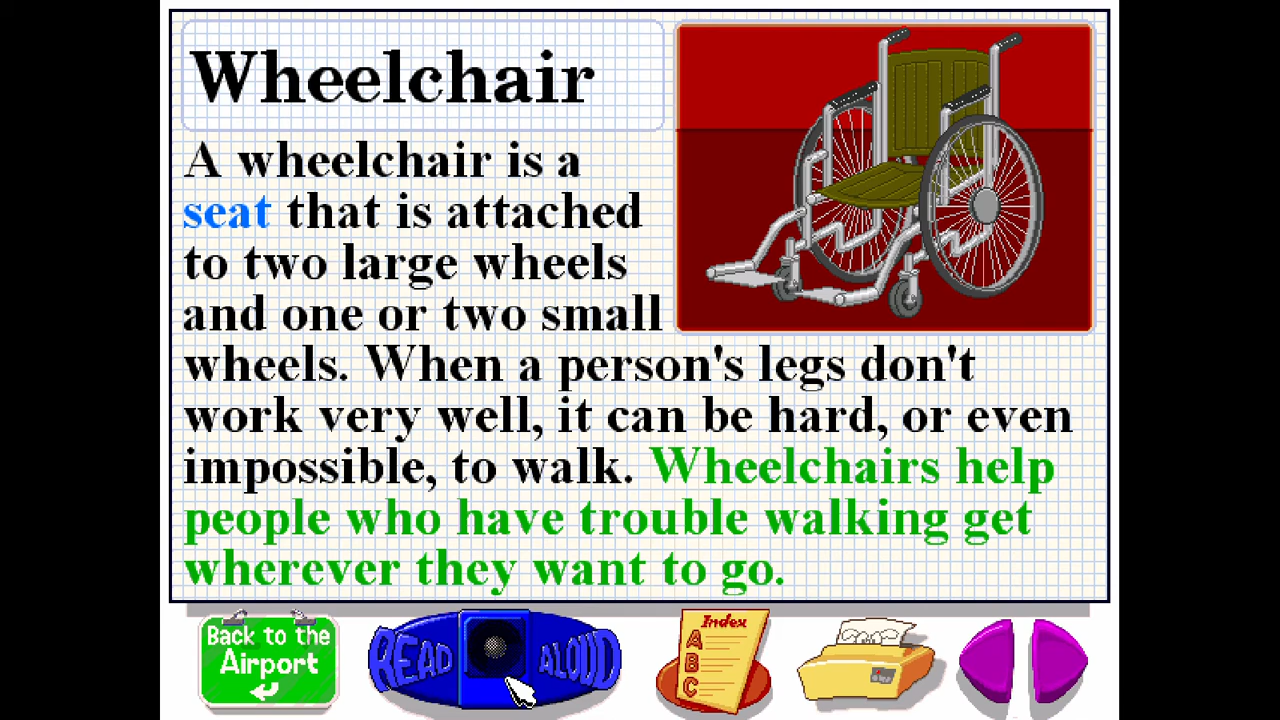 Wheelchair
A wheelchair is a
seat that is attached
to two large wheels
and one or two small
wheels. When a person's legs don't
work very well, it can be hard, or even
impossible, to walk. Wheelchairs help
people who have trouble walking get
wherever they want to go.
Back to the
Airport
READ ALOUD
Index
A
B
C